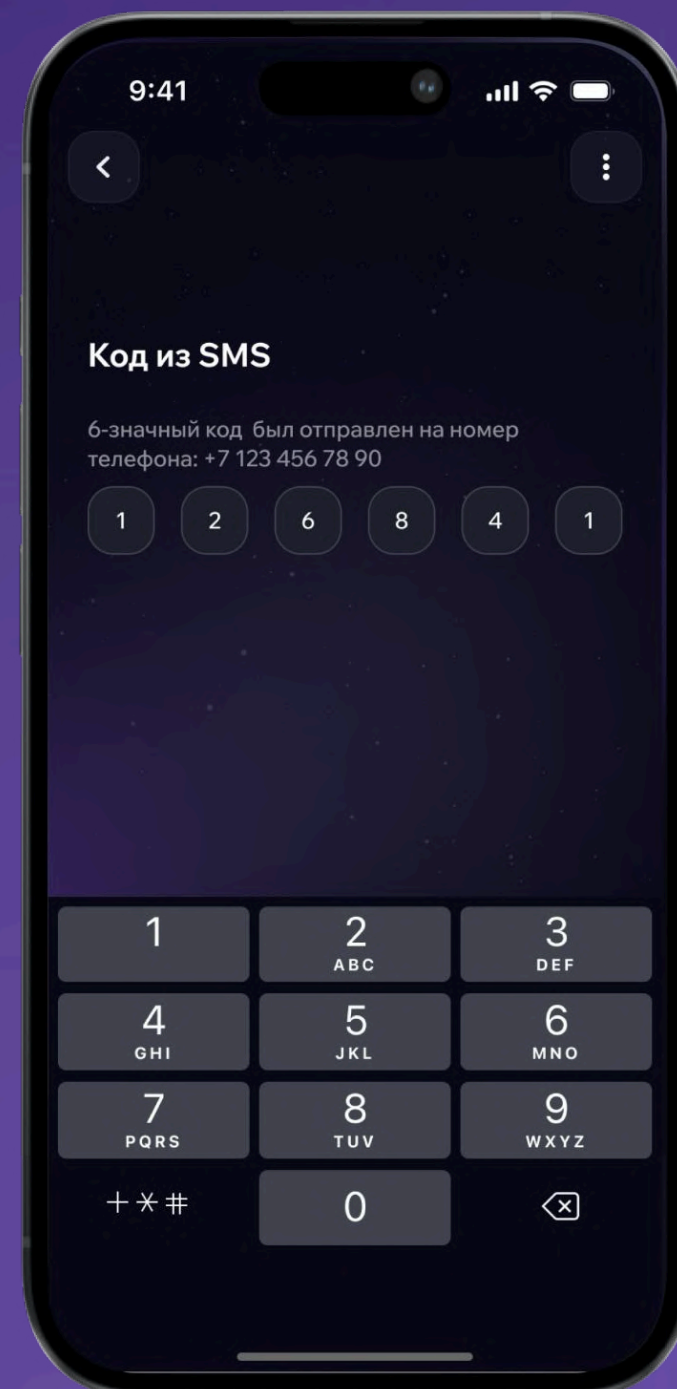 9:41
Код из SMS
6-значный код был отправлен на номер
телефона: +7 123 456 78 90
1 2 6 8 4 1
1 2 3
ABC DEF
4 5 6
GHI JKL MNO
7 8 9
PQRS TUV WXYZ
+*# 0